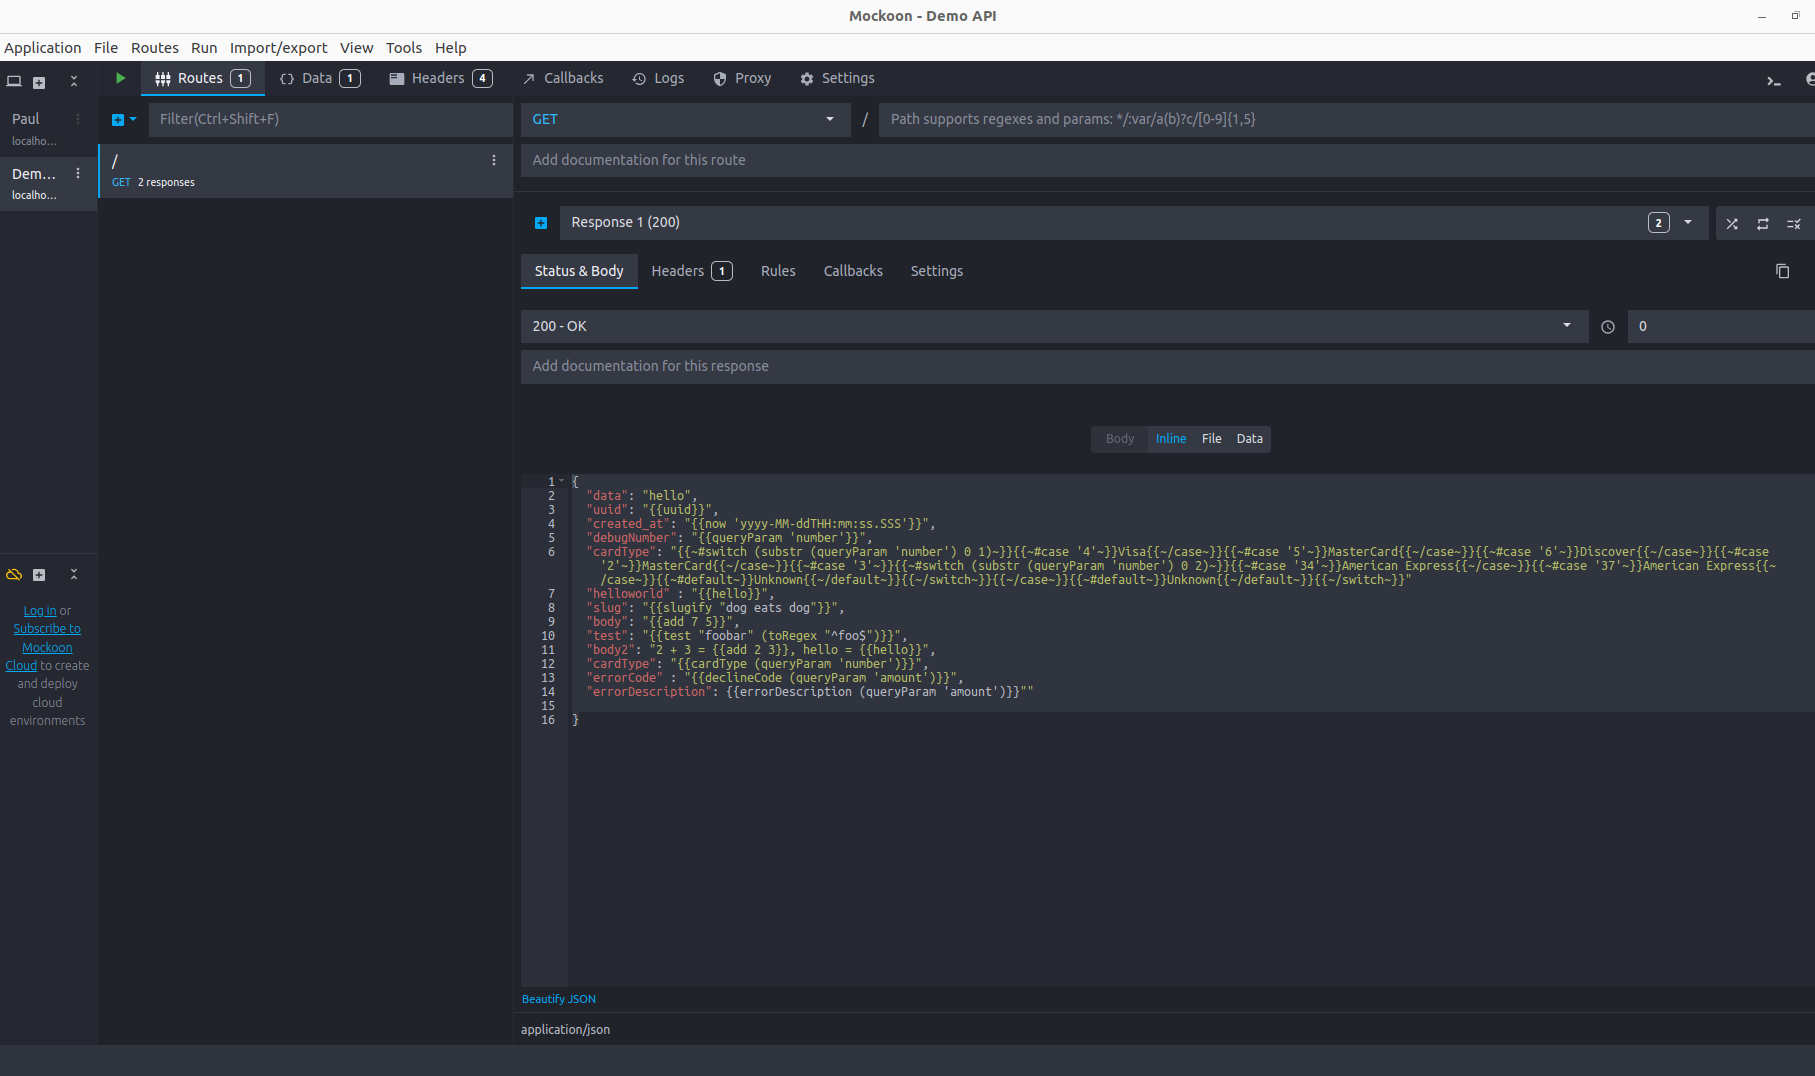 Mockoon - Demo API
Application File Routes Run Import/export View Tools Help
Routes 1 Data 1 Headers 4 Callbacks Logs Proxy Settings
Paul
localho...
Dem...
localho...
Filter(Ctrl+Shift+F)
/
GET 2 responses
GET / Path supports regexes and params: */:var/a(b)?c/[0-9]{1,5}
Add documentation for this route
Response 1 (200) 2
Status & Body Headers 1 Rules Callbacks Settings
200 - OK 0
Add documentation for this response
Body Inline File Data
1 {
2 "data": "hello",
3 "uuid": "{{uuid}}",
4 "created_at": "{{now 'yyyy-MM-ddTHH:mm:ss.SSS'}}",
5 "debugNumber": "{{queryParam 'number'}}",
6 "cardType": "{{~#switch (substr (queryParam 'number') 0 1)~}}{{~#case '4'~}}Visa{{~/case~}}{{~#case '5'~}}MasterCard{{~/case~}}{{~#case '6'~}}Discover{{~/case~}}{{~#case
'2'~}}MasterCard{{~/case~}}{{~#case '3'~}}{{~#switch (substr (queryParam 'number') 0 2)~}}{{~#case '34'~}}American Express{{~/case~}}{{~#case '37'~}}American Express{{~
/case~}}{{~#default~}}Unknown{{~/default~}}{{~/switch~}}{{~/case~}}{{~#default~}}Unknown{{~/default~}}{{~/switch~}}"
7 "helloworld" : "{{hello}}",
8 "slug": "{{slugify "dog eats dog"}}",
9 "body": "{{add 7 5}}",
10 "test": "{{test "foobar" (toRegex "^foo$")}}",
11 "body2": "2 + 3 = {{add 2 3}}, hello = {{hello}}",
12 "cardType": "{{cardType (queryParam 'number')}}",
13 "errorCode" : "{{declineCode (queryParam 'amount')}}",
14 "errorDescription": {{errorDescription (queryParam 'amount')}}""
15
16 }
Log in or
Subscribe to
Mockoon
Cloud to create
and deploy
cloud
environments
Beautify JSON
application/json